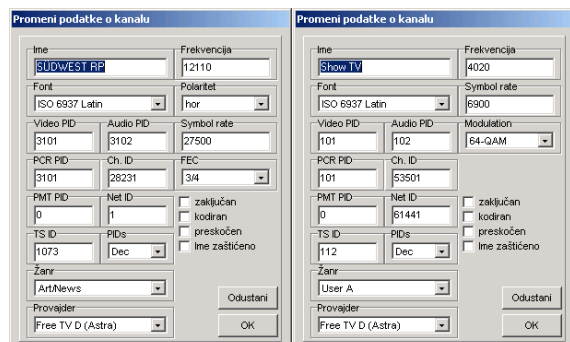 Promeni podatke o kanalu
Ime
SÜDWEST RP
Frekvencija
12110
Font
ISO 6937 Latin
Polaritet
hor
Video PID
3101
Audio PID
3102
Symbol rate
27500
PCR PID
3101
Ch. ID
28231
FEC
3/4
PMT PID
0
Net ID
1
zaključan
kodiran
preskočen
Ime zaštićeno
TS ID
1073
PIDs
Dec
Žanr
Art/News
Provajder
Free TV D (Astra)
Odustani
OK
Promeni podatke o kanalu
Ime
Show TV
Frekvencija
4020
Font
ISO 6937 Latin
Symbol rate
6900
Video PID
101
Audio PID
102
Modulation
64-QAM
PCR PID
101
Ch. ID
53501
PMT PID
0
Net ID
61441
zaključan
kodiran
preskočen
Ime zaštićeno
TS ID
112
PIDs
Dec
Žanr
User A
Provajder
Free TV D (Astra)
Odustani
OK